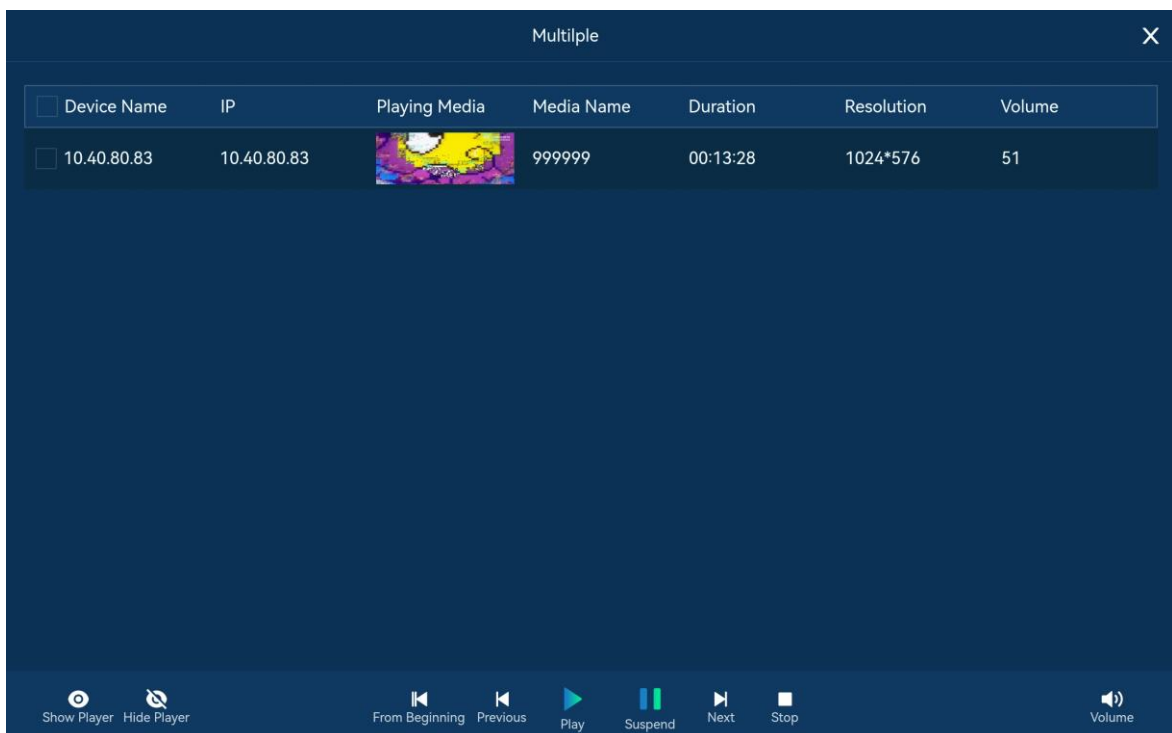 Multilple X
Device Name IP Playing Media Media Name Duration Resolution Volume
10.40.80.83 10.40.80.83 999999 00:13:28 1024*576 51
Show Player Hide Player From Beginning Previous Play Suspend Next Stop Volume